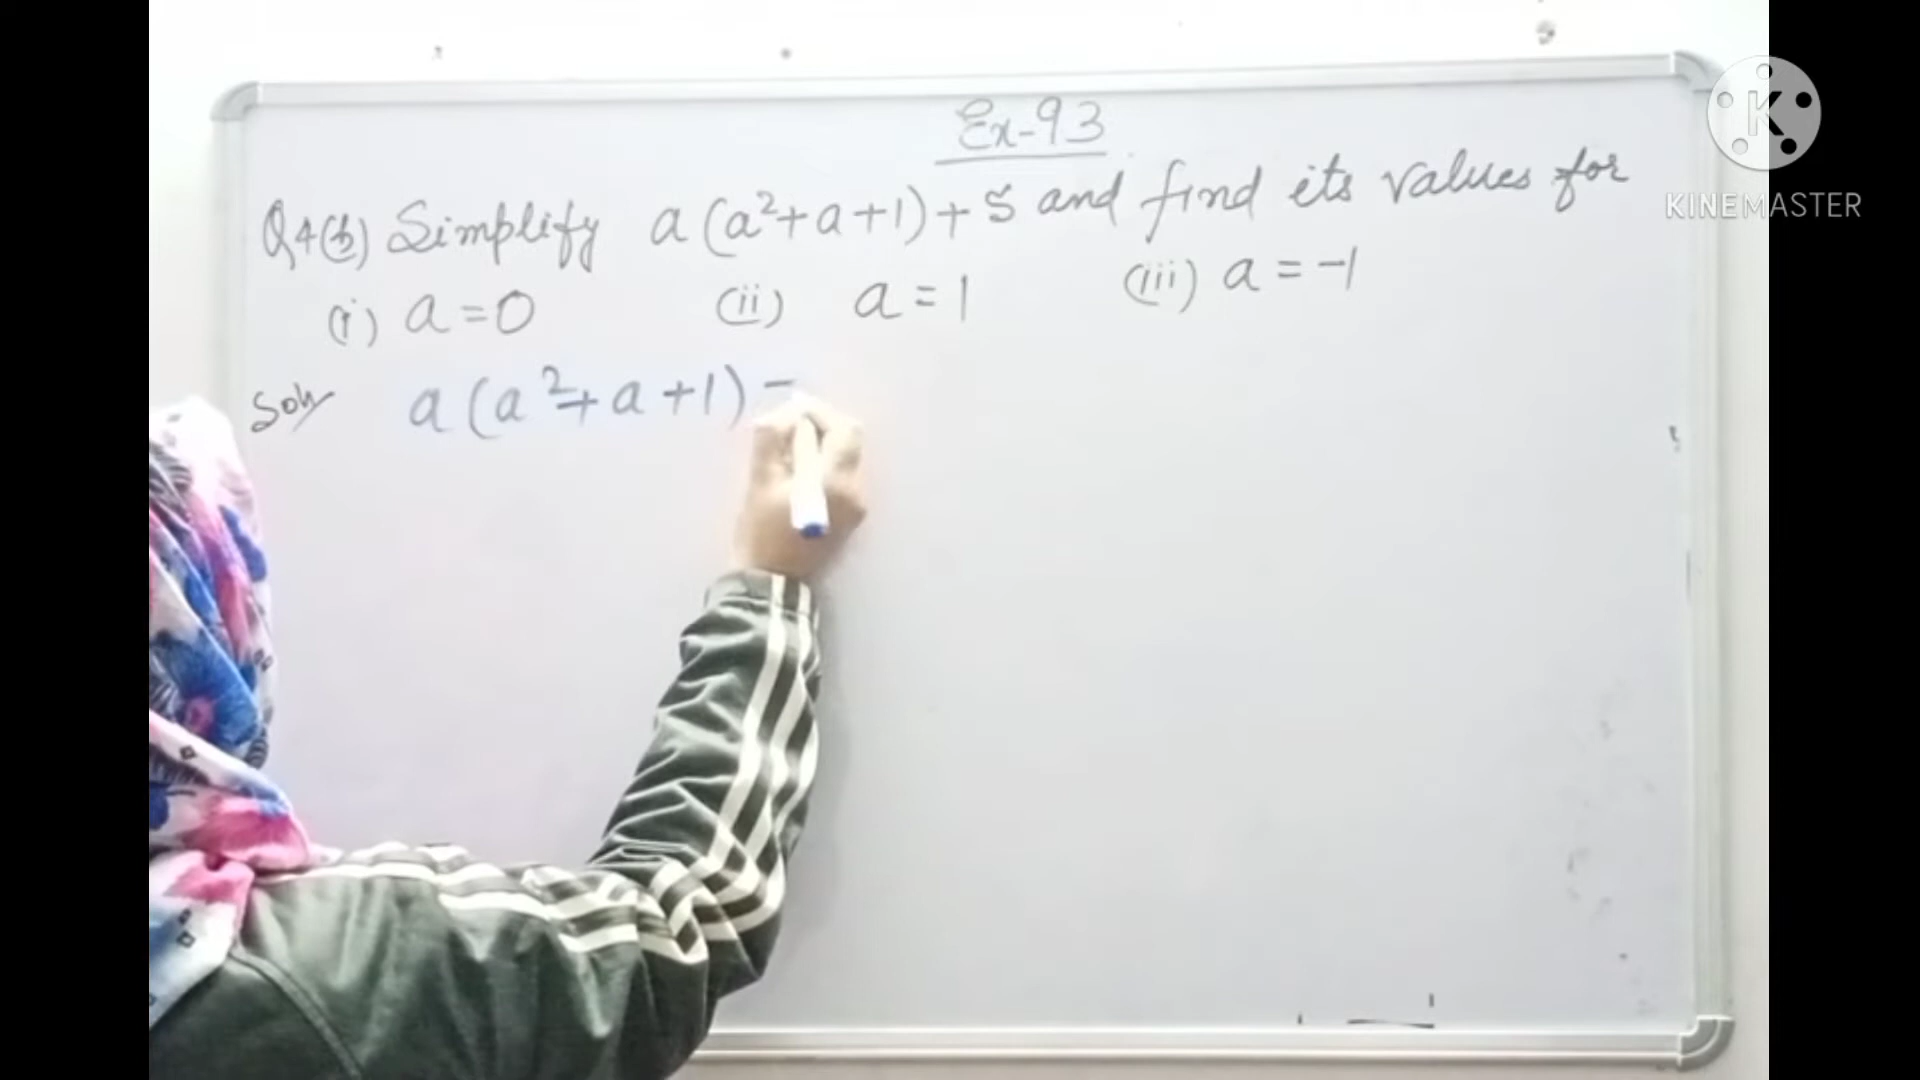 Ex-93
Q4(b) Simplify a(a²+a+1)+5 and find its values for
(i) a=0 (ii) a=1 (iii) a=-1
Soln a(a²+a+1)
K
KINEMASTER